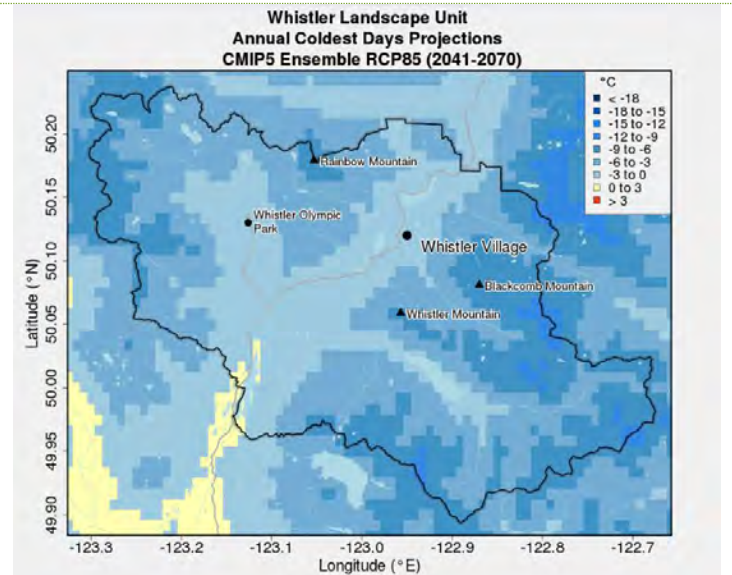 Whistler Landscape Unit
Annual Coldest Days Projections
CMIP5 Ensemble RCP85 (2041-2070)
°C
< -18
-18 to -15
-15 to -12
-12 to -9
-9 to -6
-6 to -3
-3 to 0
0 to 3
> 3
Rainbow Mountain
Whistler Olympic
Park
Whistler Village
Blackcomb Mountain
Whistler Mountain
Latitude (°N)
50.20
50.15
50.10
50.05
50.00
49.95
49.90
-123.3 -123.2 -123.1 -123.0 -122.9 -122.8 -122.7
Longitude (°E)